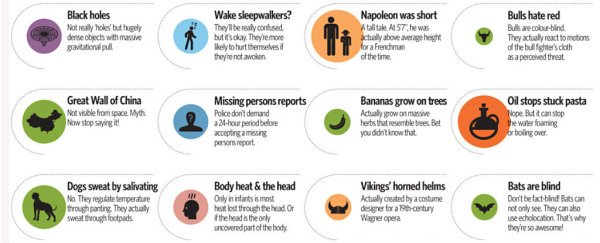 Black holes
Not really 'holes' but hugely
dense objects with massive
gravitational pull.
Wake sleepwalkers?
They'll be really confused,
but it's okay. They're more
likely to hurt themselves if
they're not awoken.
Napoleon was short
A tall tale. At 5'7", he was
actually above average height
for a Frenchman
of the time.
Bulls hate red
Bulls are colour-blind.
They actually react to motions
of the bull fighter's cloth
as a perceived threat.
Great Wall of China
Not visible from space. Myth.
Now stop saying it!
Missing persons reports
Police don't demand
a 24-hour period before
accepting a missing
persons report.
Bananas grow on trees
Actually grow on massive
herbs that resemble trees. Bet
you didn't know that.
Oil stops stuck pasta
Nope. But it can stop
the water foaming
or boiling over.
Dogs sweat by salivating
No. They regulate temperature
through panting. They actually
sweat through footpads.
Body heat & the head
Only in infants is most
heat lost through the head. Or
if the head is the only
uncovered part of the body.
Vikings' horned helms
Actually created by a costume
designer for a 19th-century
Wagner opera.
Bats are blind
Don't be fact-blind! Bats can
not only see. They can also
use echolocation. That's why
they're so awesome!